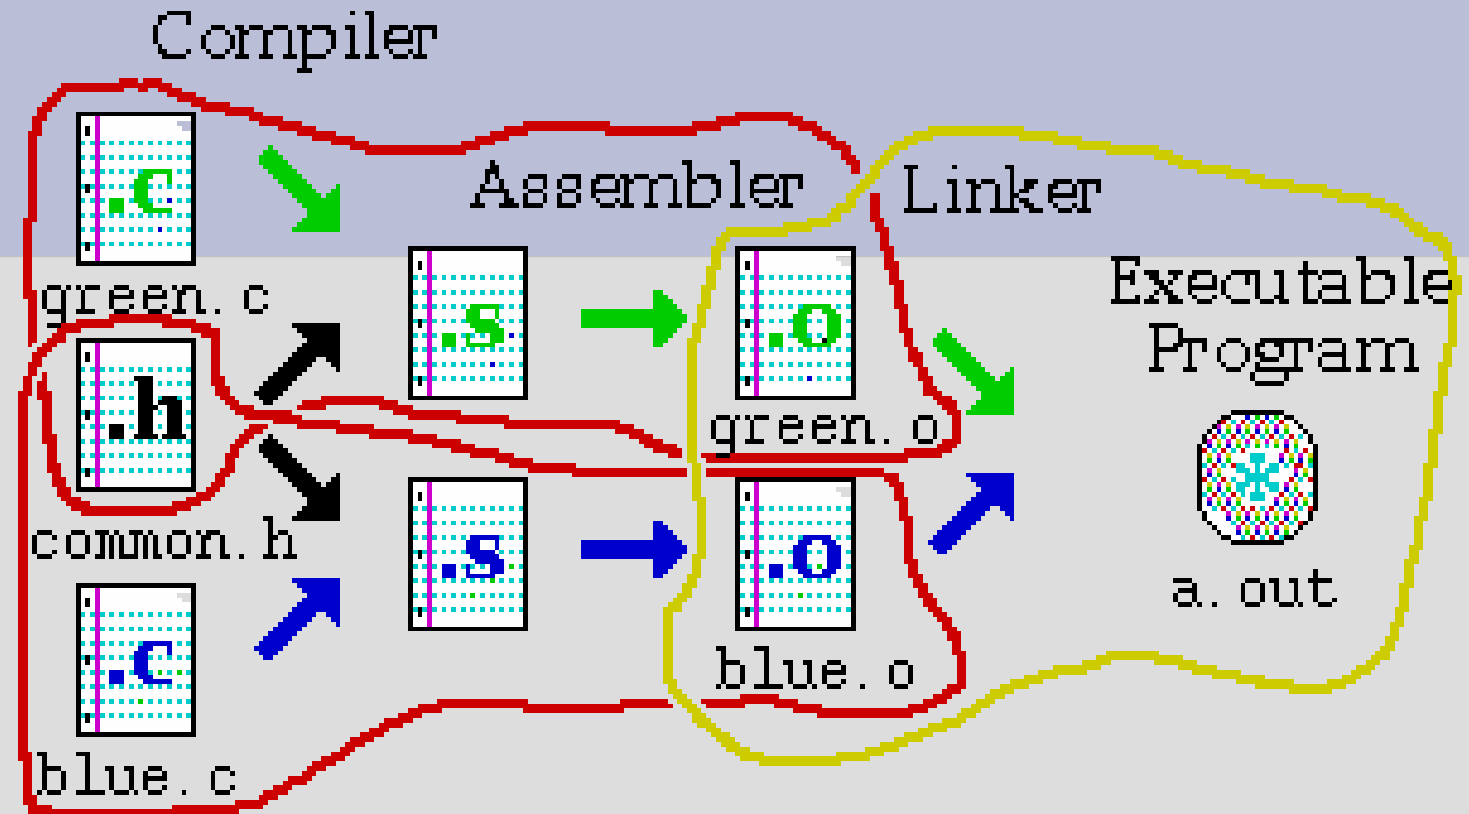 Compiler
Assembler
Linker
Executable
Program
.c
green.c
.h
common.h
.c
blue.c
.s
.s
.o
green.o
.o
blue.o
a.out